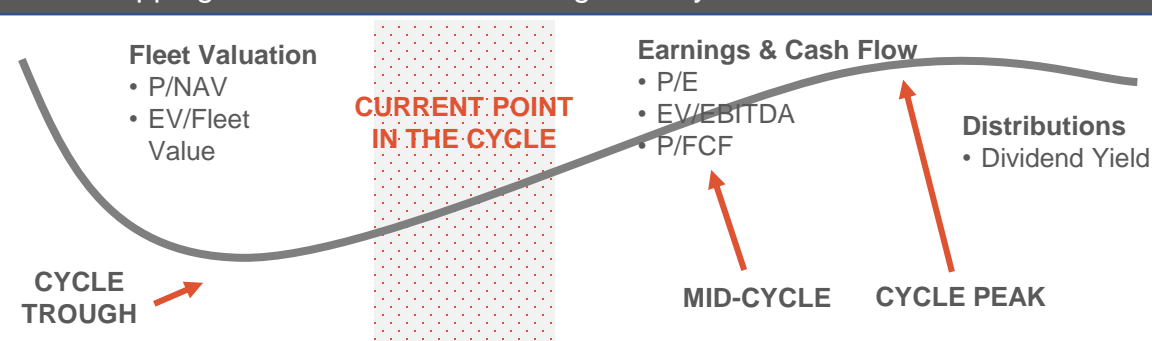 Fleet Valuation
• P/NAV
• EV/Fleet
Value
CURRENT POINT
IN THE CYCLE
Earnings & Cash Flow
• P/E
• EV/EBITDA
• P/FCF
Distributions
• Dividend Yield
CYCLE
TROUGH
MID-CYCLE
CYCLE PEAK